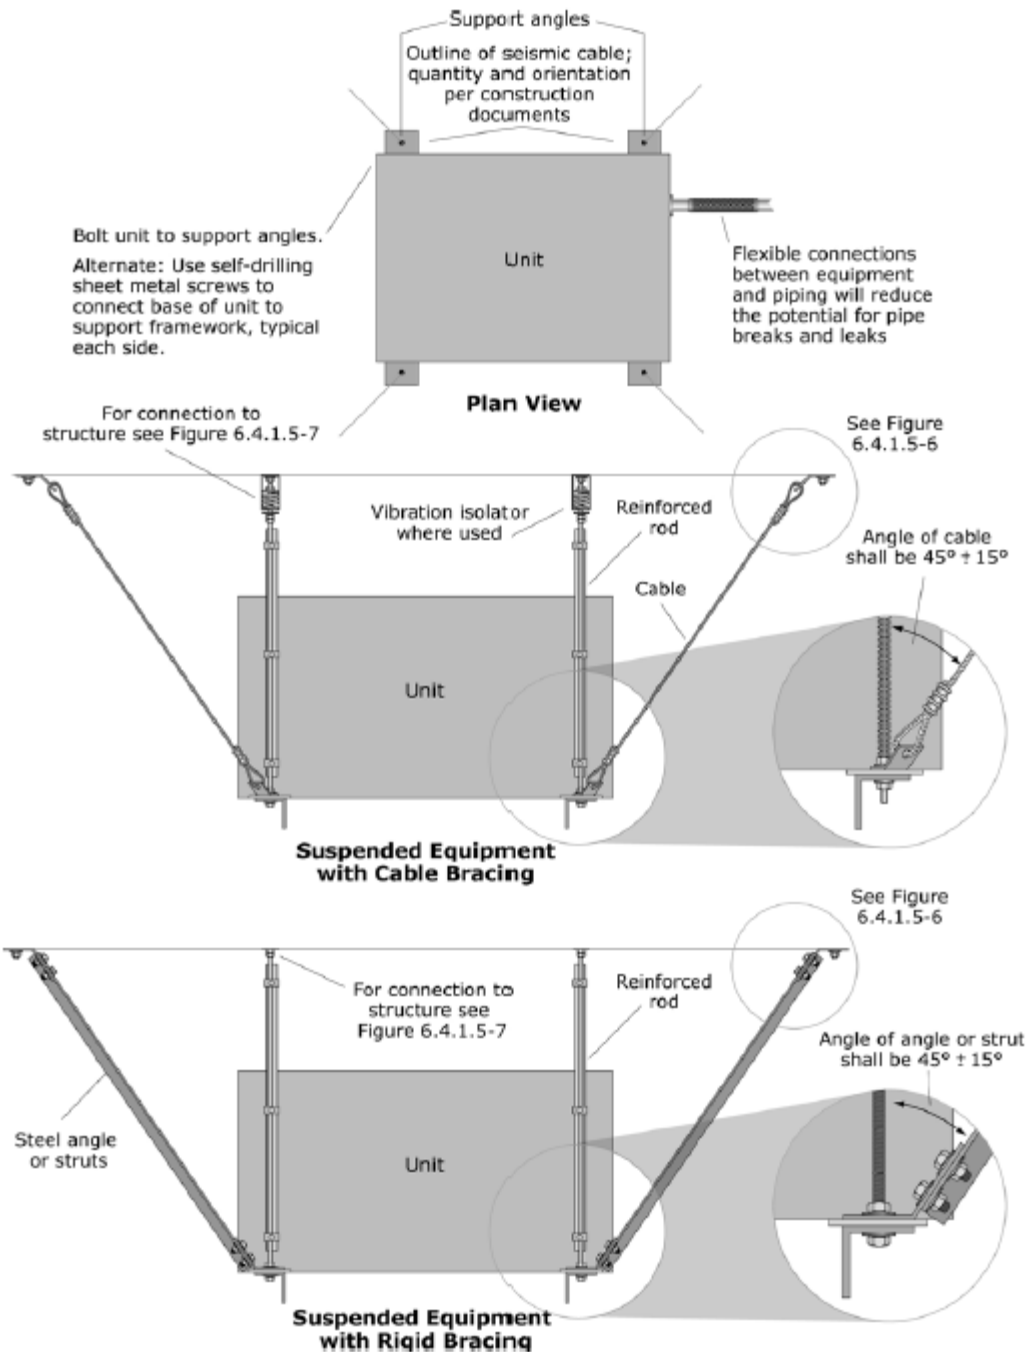 Support angles
Outline of seismic cable;
quantity and orientation
per construction
documents
Bolt unit to support angles.
Alternate: Use self-drilling
sheet metal screws to
connect base of unit to
support framework, typical
each side.
Unit
Flexible connections
between equipment
and piping will reduce
the potential for pipe
breaks and leaks
Plan View
For connection to
structure see Figure 6.4.1.5-7
See Figure
6.4.1.5-6
Vibration isolator
where used
Reinforced
rod
Angle of cable
shall be 45° ± 15°
Cable
Unit
Suspended Equipment
with Cable Bracing
See Figure
6.4.1.5-6
For connection to
structure see
Figure 6.4.1.5-7
Reinforced
rod
Angle of angle or strut
shall be 45° ± 15°
Steel angle
or struts
Unit
Suspended Equipment
with Rigid Bracing